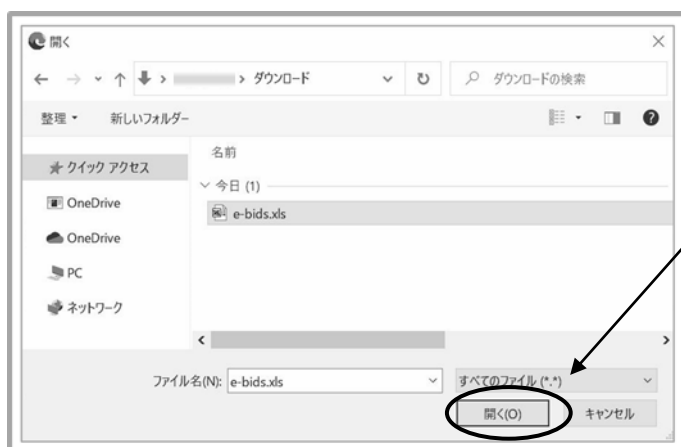 開く
> > ダウンロード
ダウンロードの検索
整理 新しいフォルダー
名前
クイック アクセス
今日 (1)
e-bids.xls
OneDrive
OneDrive
PC
ネットワーク
ファイル名(N): e-bids.xls
すべてのファイル (*.*)
開く(O) キャンセル